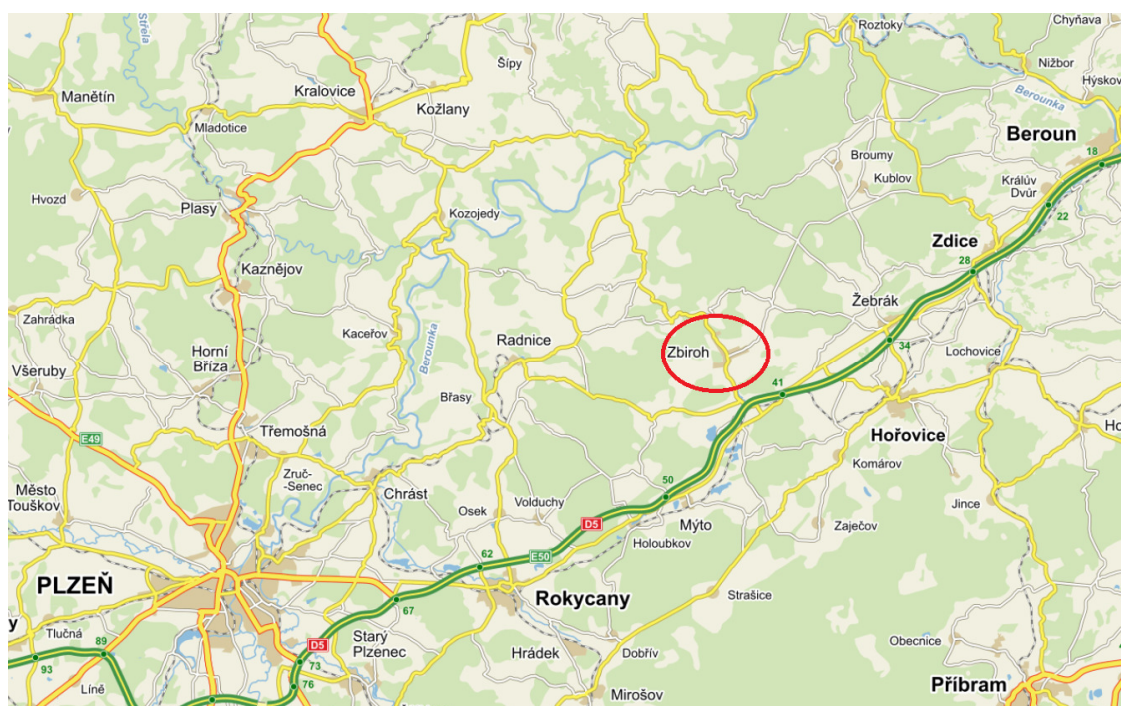 Střela
Šípy
Roztoky
Chyňava
Nižbor
Hýskov
Manětín
Kralovice
Kožlany
Mladotice
Berounka
Beroun
18
Broumy
Kublov
Králův
Dvůr
22
Hvozd
Plasy
Kozojedy
Zdice
28
Kaznějov
Žebrák
Zahrádka
Kaceřov
Berounka
Radnice
Zbiroh
34
Lochovice
Horní
Bříza
Všeruby
Břasy
41
Hořovice
Ho
E49
Třemošná
Komárov
Zruč-
-Senec
Chrást
Město
Touškov
50
Jince
Osek
Volduchy
Mýto
D5
Zaječov
Holoubkov
E50
62
PLZEŇ
Rokycany
Strašice
67
y
Tlučná
89
D5
Starý
Plzenec
Hrádek
Dobřív
Obecnice
93
73
Líně
76
Mirošov
Příbram